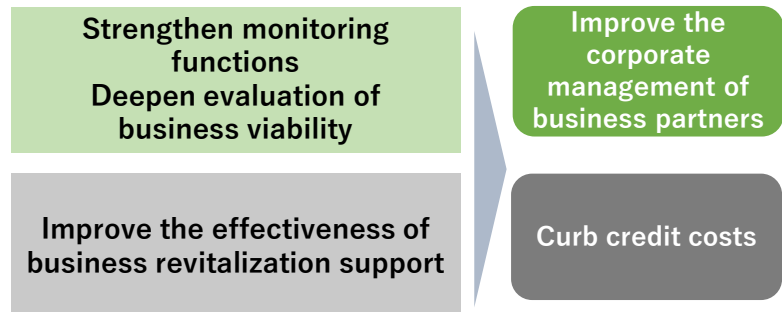 Strengthen monitoring
functions
Deepen evaluation of
business viability
Improve the effectiveness of
business revitalization support
Improve the
corporate
management of
business partners
Curb credit costs